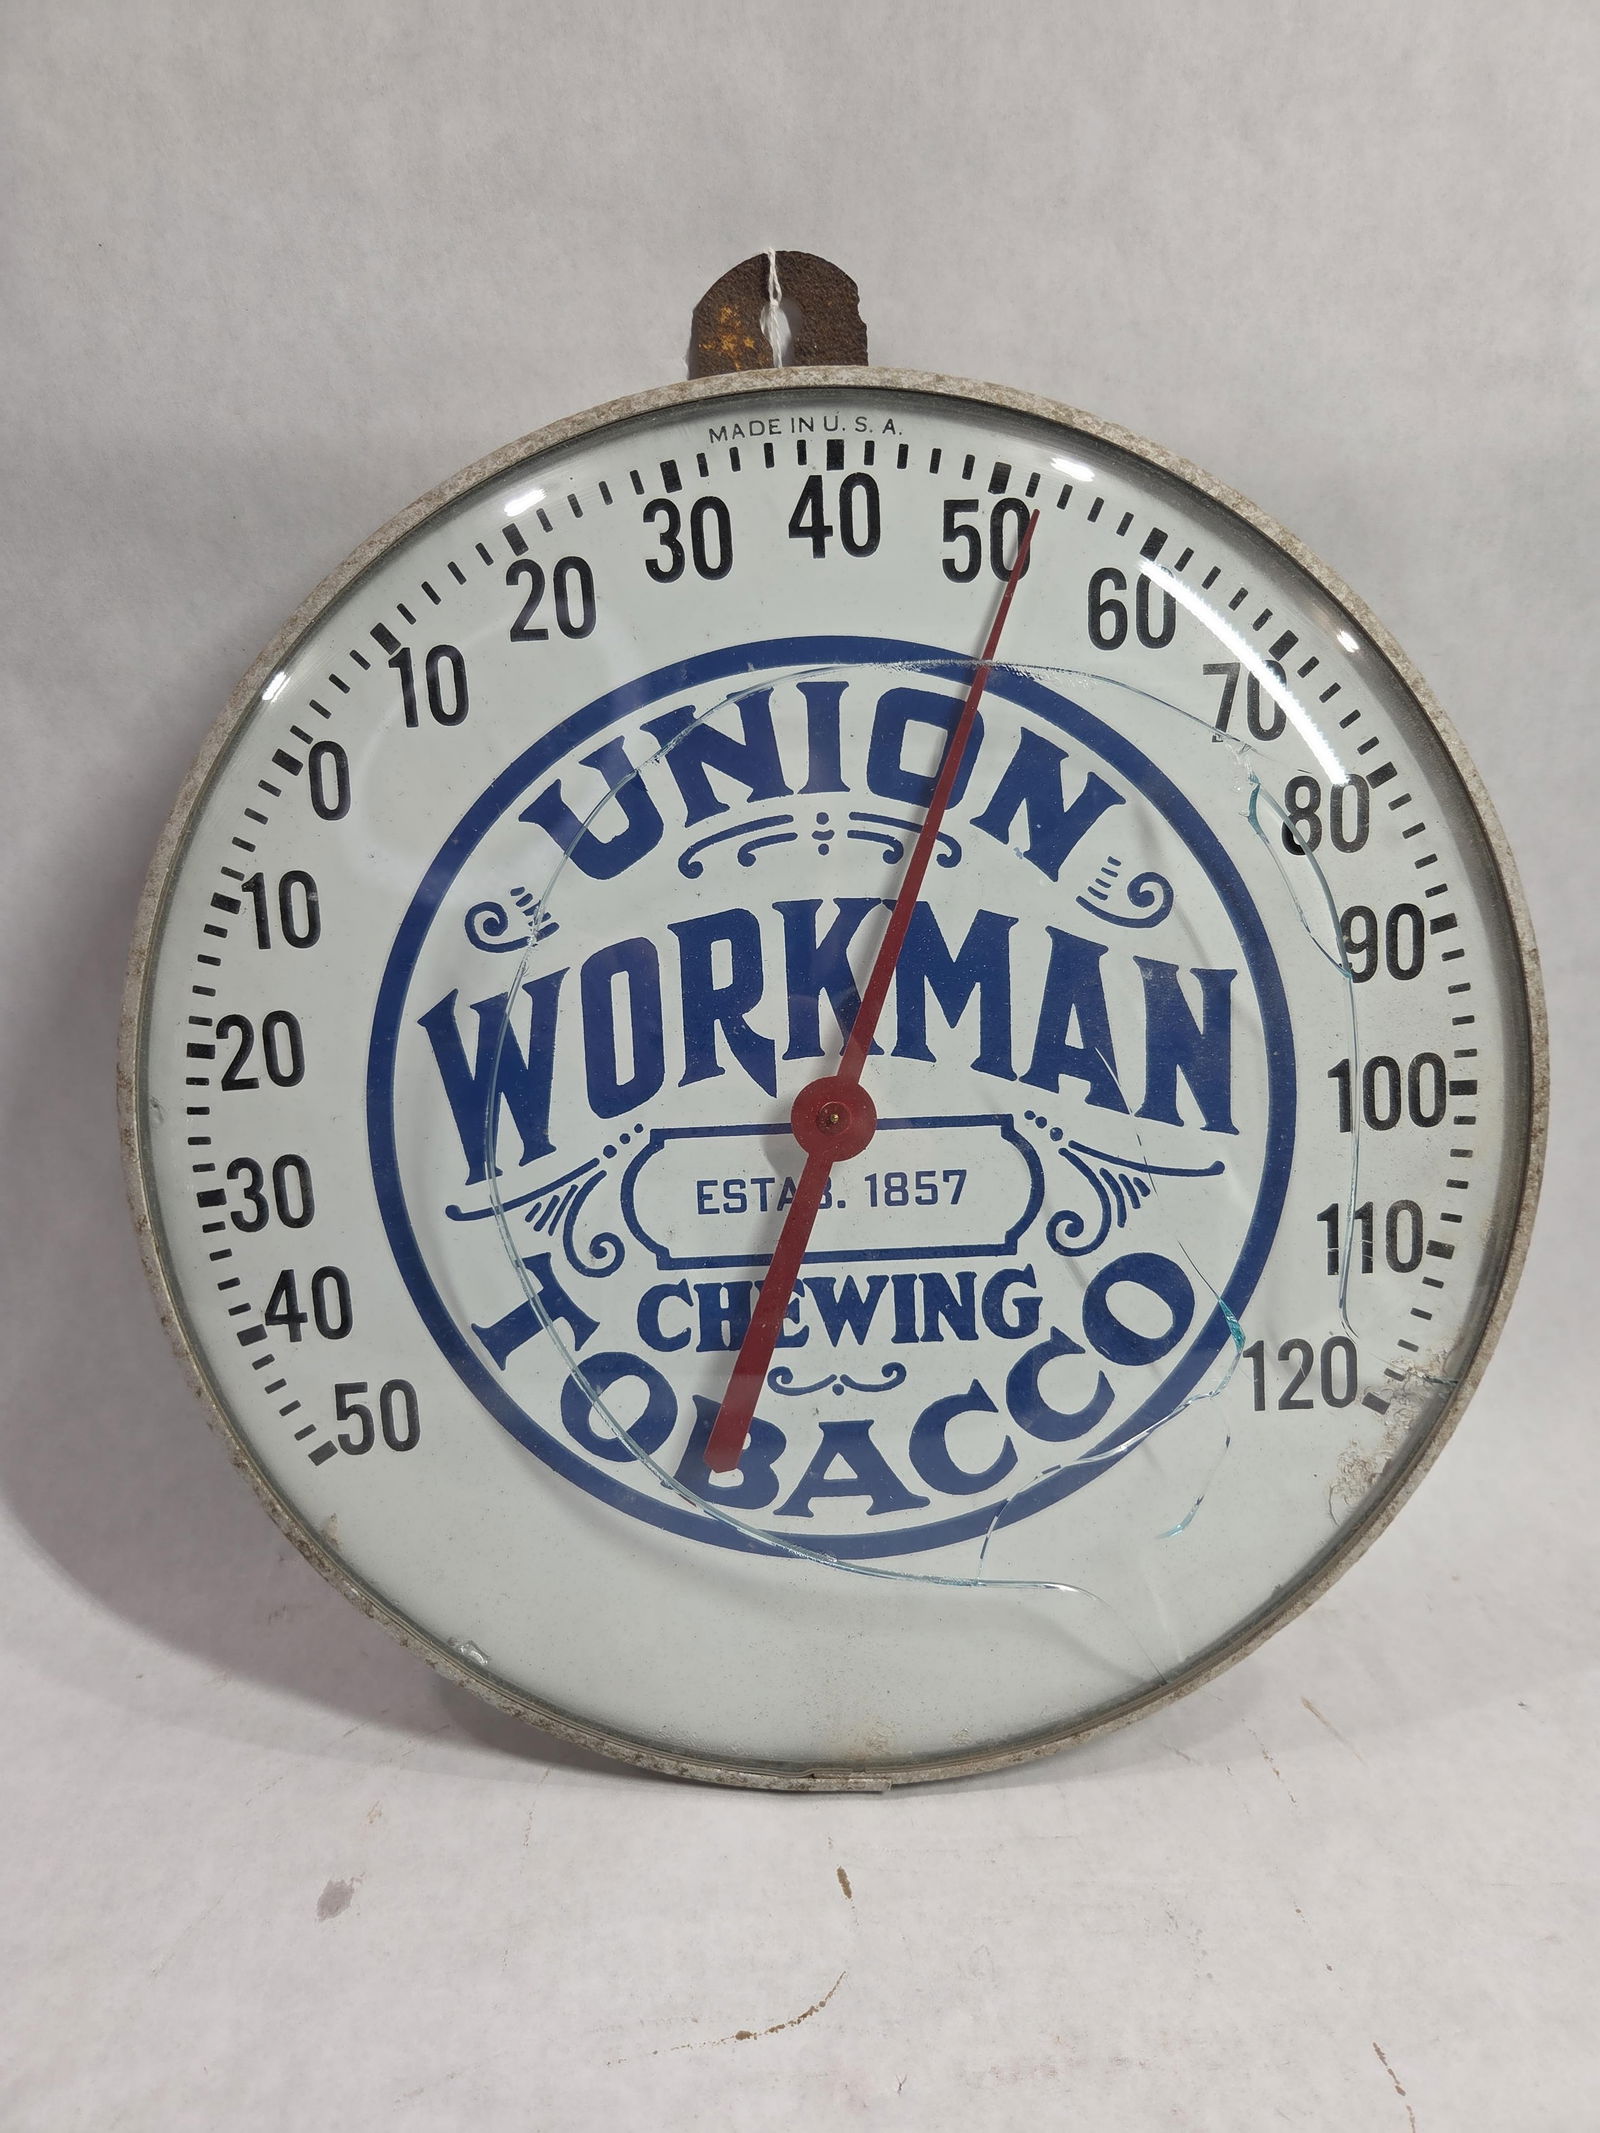 MADE IN U. S. A.
30 40 50
20 60
10 70
0 80
10 90
20 100
30 110
40 120
50
UNION
WORKMAN
ESTAB. 1857
CHEWING
TOBACCO